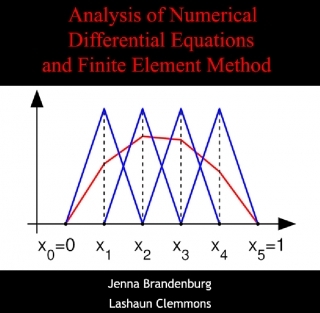 Analysis of Numerical
Differential Equations
and Finite Element Method
x0=0 x1 x2 x3 x4 x5=1
Jenna Brandenburg
Lashaun Clemmons